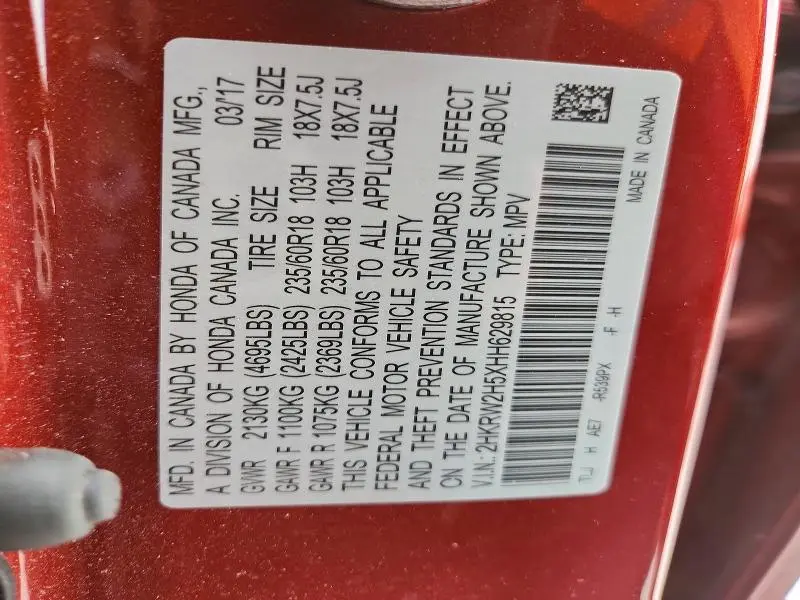 MFD. IN CANADA BY HONDA OF CANADA MFG.,
A DIVISION OF HONDA CANADA INC. 03/17
GVWR 2130KG (4695LBS) TIRE SIZE RIM SIZE
GAWR F 1100KG (2425LBS) 235/60R18 103H 18X7.5J
GAWR R 1075KG (2369LBS) 235/60R18 103H 18X7.5J
THIS VEHICLE CONFORMS TO ALL APPLICABLE
FEDERAL MOTOR VEHICLE SAFETY
AND THEFT PREVENTION STANDARDS IN EFFECT
ON THE DATE OF MANUFACTURE SHOWN ABOVE.
V.I.N.: 2HKRW2H5XHH629815 TYPE: MPV
H AE7 -R539PX -F -H
MADE IN CANADA